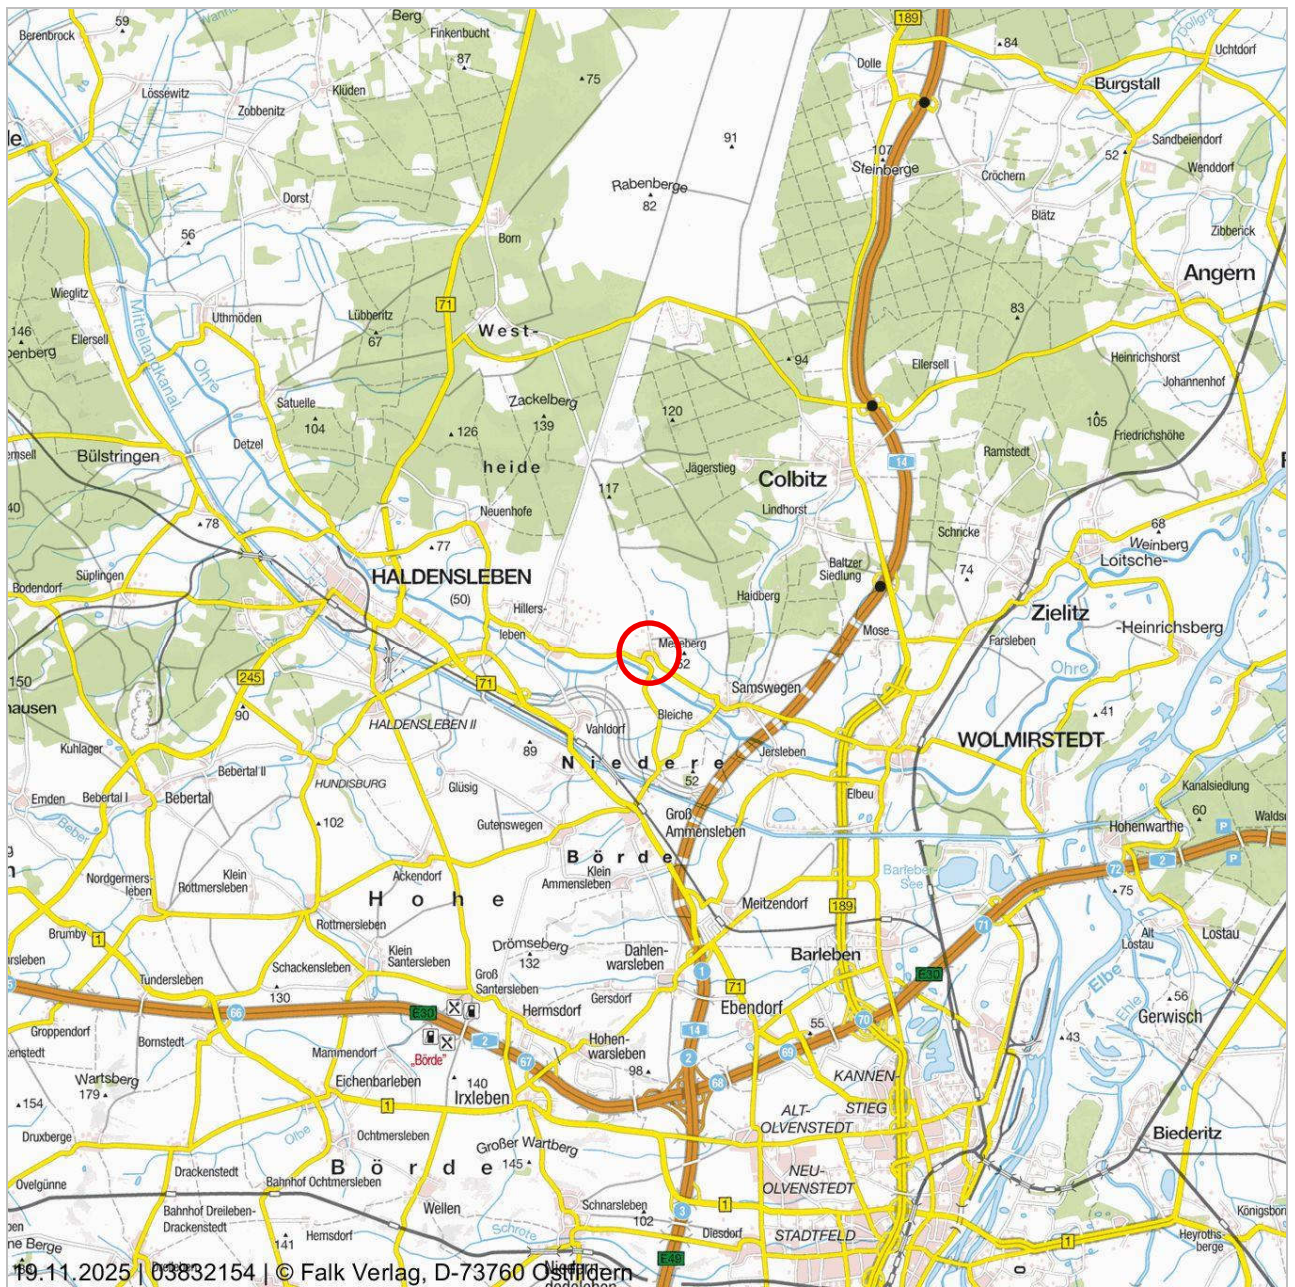 189
59
Berg
Finkenbucht
Berenbrock
84
Uchtdorf
Dolle
87
75
Burgstall
Lössewitz
Klüden
Zobbenitz
91
Sandbeiendorf
107
Steinberge
52
Wenddorf
Cröchern
Rabenberge
82
Dorst
Blätz
Zibberick
56
Born
Angern
Wieglitz
Mittellandkanal
71
Uthmöden
Lübberitz
67
83
146
West-
Ellersell
94
Ellersell
Heinrichshorst
Johannenhof
Ohre
Satuelle
104
Zackelberg
139
120
105
Friedrichshöhe
126
Detzel
Bülstringen
heide
Jägerstieg
14
Ramstedt
Colbitz
117
Lindhorst
Neuenhofe
78
Schricke
68
Weinberg
77
Loitsche-
Baltzer
Siedlung
74
Süplingen
Bodendorf
HALDENSLEBEN
(50)
Haidberg
Zielitz
Hillers-
leben
Mose
-Heinrichsberg
Farsleben
Meseberg
52
Ohre
245
150
71
Samswegen
90
HALDENSLEBEN II
Bleiche
41
Vahldorf
Kuhlager
89
Jersleben
WOLMIRSTEDT
Niedere
Bebertal II
HUNDISBURG
Glüsig
52
Kanalsiedlung
Emden
Bebertal I
Bebertal
Elbeu
60
Beber
102
Gutenswegen
Groß
Ammensleben
Hohenwarthe
P
2
P
Börde
Klein
Ammensleben
Barleber
See
72
Nordgermers-
leben
Klein
Rottmersleben
Ackendorf
75
Hohe
Meitzendorf
189
Rottmersleben
71
Brumby
1
Alt
Lostau
Lostau
Klein
Santersleben
Drömseberg
132
Dahlen-
warsleben
Barleben
Schackensleben
Tundersleben
Groß
Santersleben
1
E30
Elbe
130
Gersdorf
71
Ehle
56
66
E30
Hermsdorf
Ebendorf
Gerwisch
Groppendorf
Bornstedt
2
14
55
70
43
Mammendorf
„Börde”
67
Hohen-
warsleben
2
69
98
68
Wartsberg
179
Eichenbarleben
140
KANNEN-
STIEG
154
1
Irxleben
ALT-
OLVENSTEDT
Olbe
Druxberge
Ochtmersleben
Großer Wartberg
145
Biederitz
Börde
Drackenstedt
NEU-
OLVENSTEDT
Ovelgünne
Bahnhof Ochtmersleben
Wellen
Schnarsleben
102
3
1
Bahnhof Dreileben-
Drackenstedt
Schrote
Diesdorf
STADTFELD
Hemsdorf
1
Heyroths-
berge
141
E49
19.11.2025 | 03832154 | © Falk Verlag, D-73760 Ostfildern